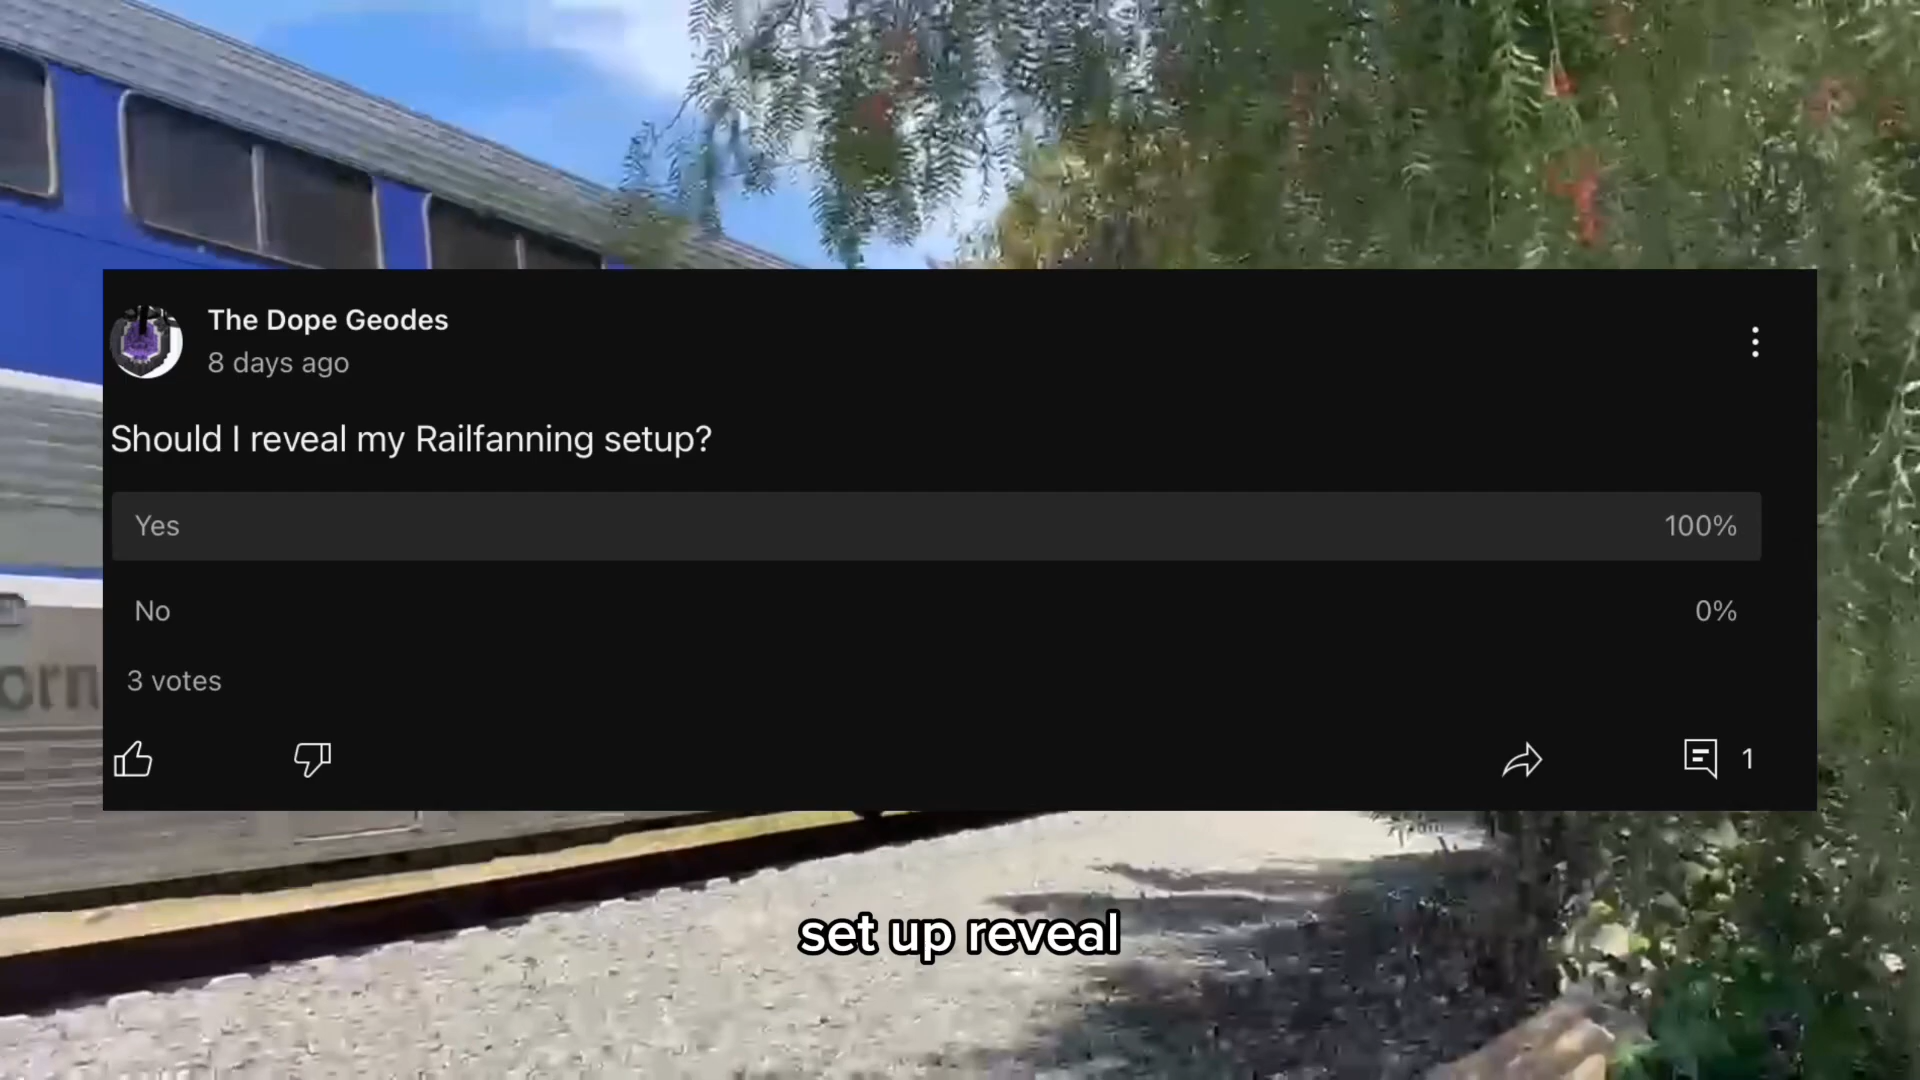 The Dope Geodes
8 days ago
Should I reveal my Railfanning setup?
Yes 100%
No 0%
3 votes
1
orn
set up reveal